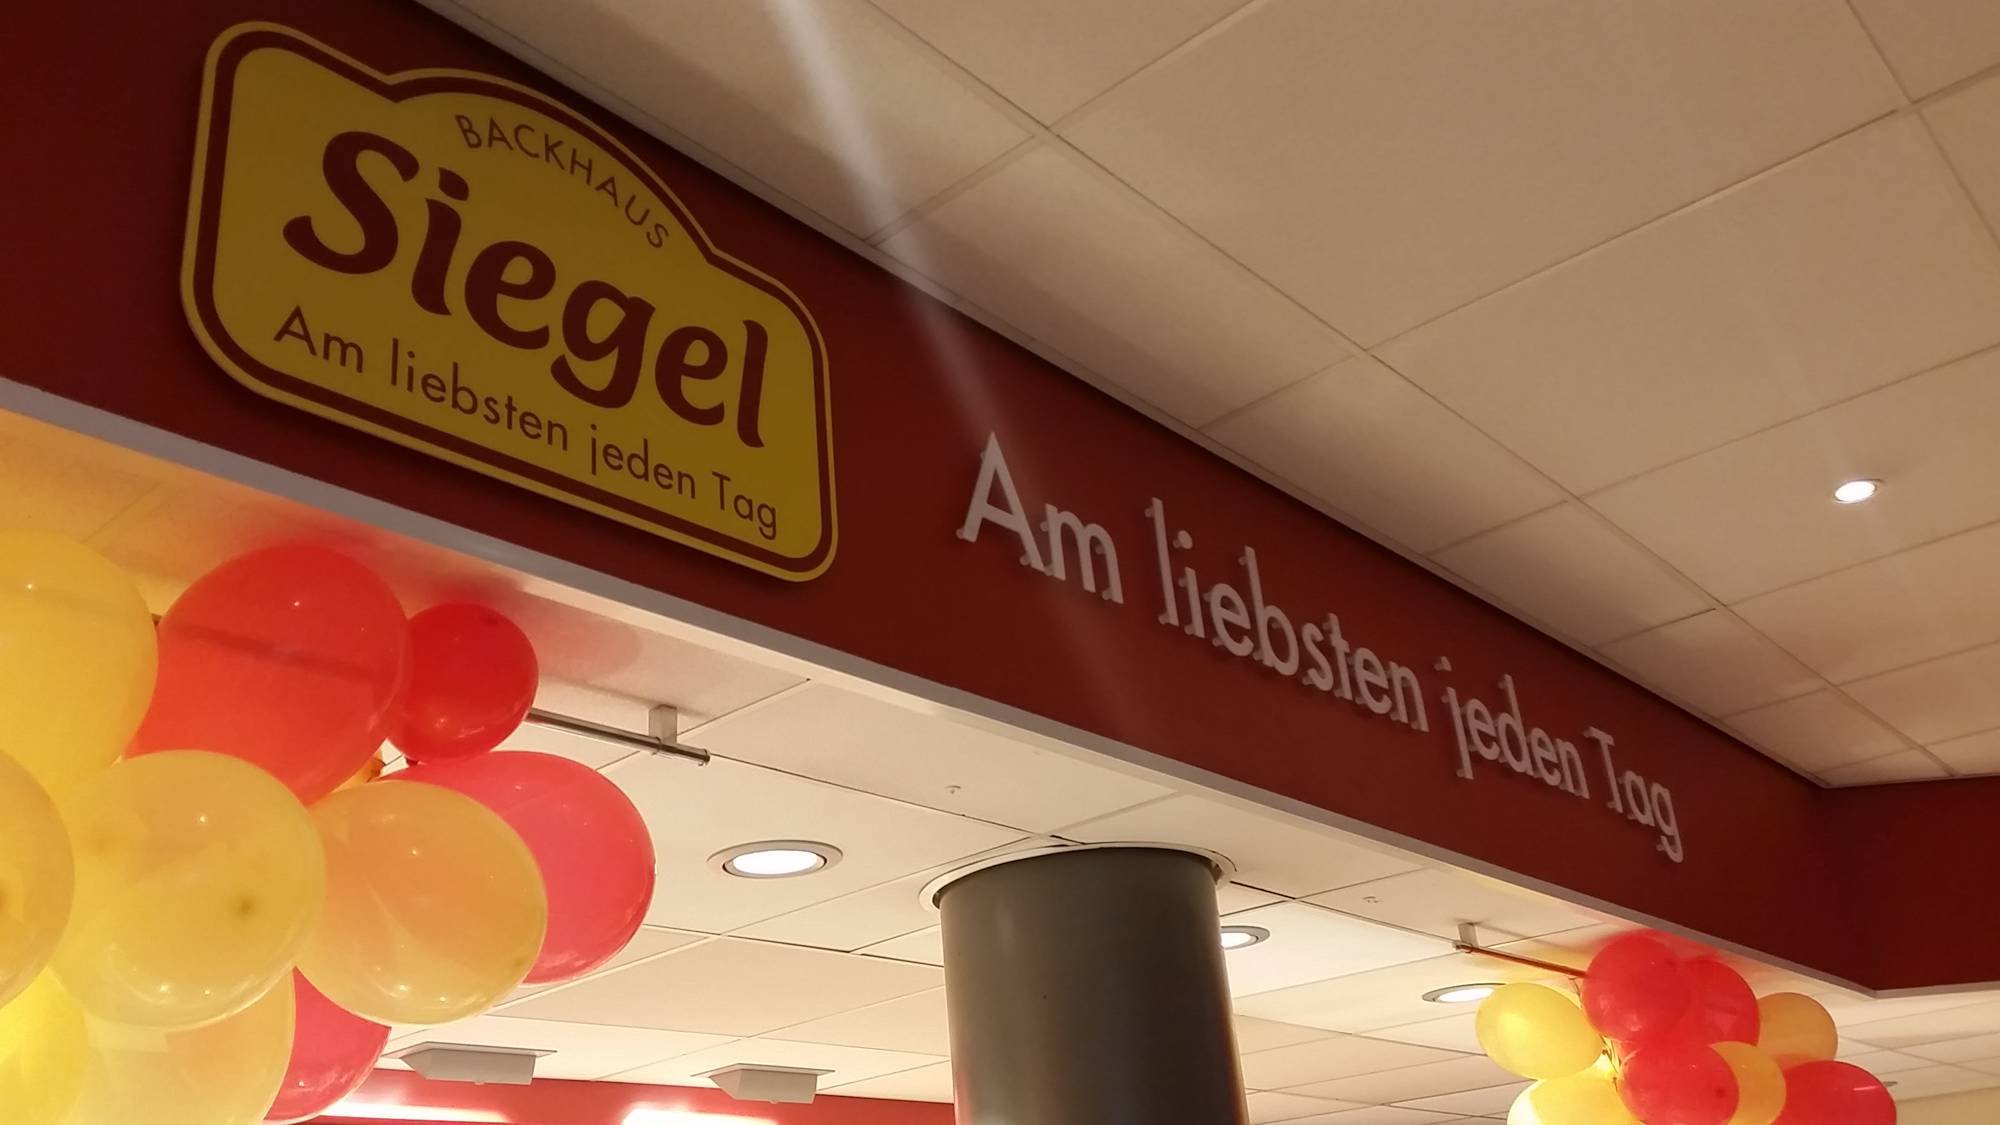 BACKHAUS
Siegel
Am liebsten jeden Tag
Am liebsten jeden Tag